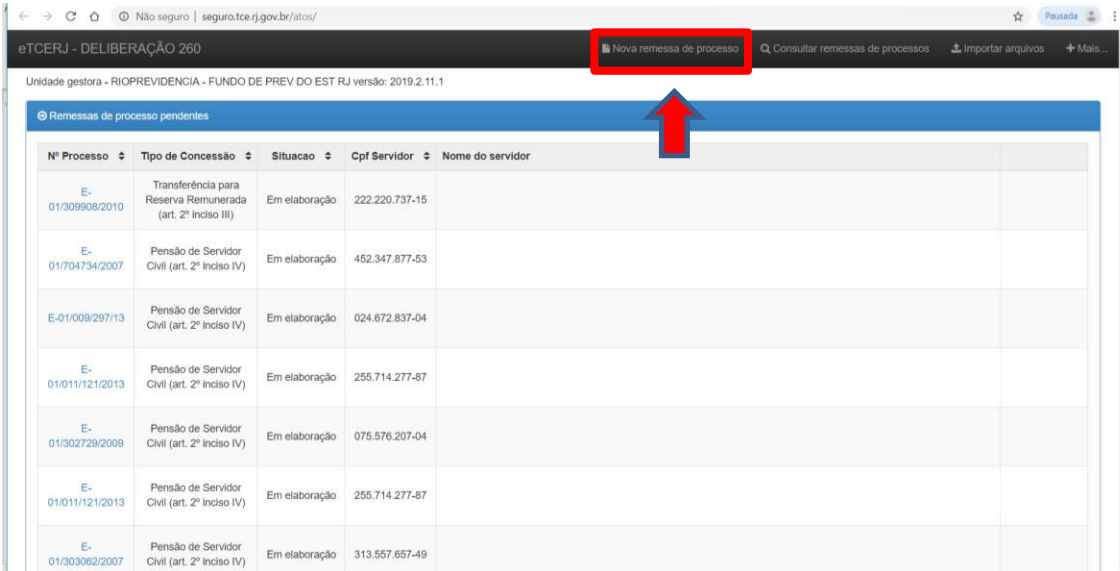 Não seguro | seguro.tce.rj.gov.br/atos/ Pausada
eTCERJ - DELIBERAÇÃO 260 Nova remessa de processo Consultar remessas de processos Importar arquivos + Mais...
Unidade gestora - RIOPREVIDENCIA - FUNDO DE PREV DO EST RJ versão: 2019.2.11.1
Remessas de processo pendentes
Nº Processo Tipo de Concessão Situacao Cpf Servidor Nome do servidor
E-
01/309908/2010
Transferência para
Reserva Remunerada
(art. 2º inciso III)
Em elaboração
222.220.737-15
E-
01/704734/2007
Pensão de Servidor
Civil (art. 2º inciso IV)
Em elaboração
452.347.877-53
E-01/009/297/13
Pensão de Servidor
Civil (art. 2º inciso IV)
Em elaboração
024.672.837-04
E-
01/011/121/2013
Pensão de Servidor
Civil (art. 2º inciso IV)
Em elaboração
255.714.277-87
E-
01/302729/2009
Pensão de Servidor
Civil (art. 2º inciso IV)
Em elaboração
075.576.207-04
E-
01/011/121/2013
Pensão de Servidor
Civil (art. 2º inciso IV)
Em elaboração
255.714.277-87
E-
01/303062/2007
Pensão de Servidor
Civil (art. 2º inciso IV)
Em elaboração
313.557.657-49